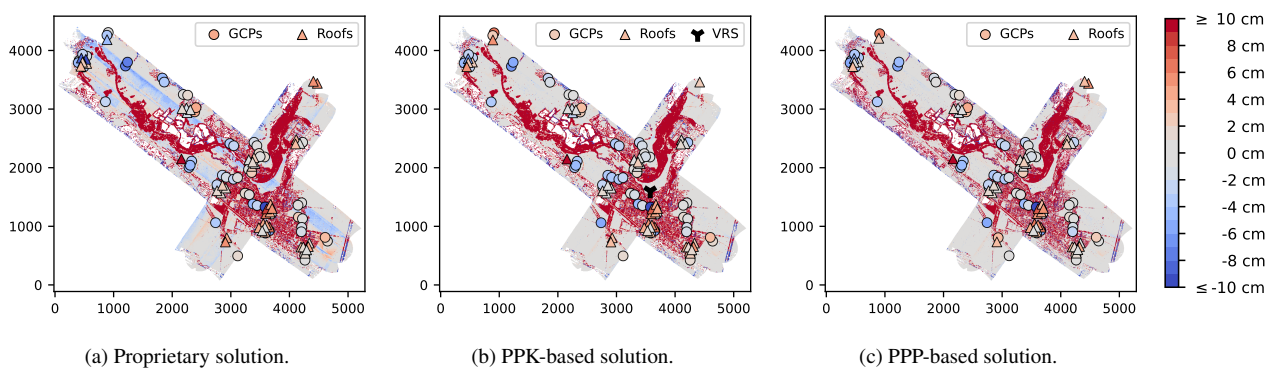 GCPs Roofs
4000
3000
2000
1000
0
0 1000 2000 3000 4000 5000
(a) Proprietary solution.
GCPs Roofs VRS
4000
3000
2000
1000
0
0 1000 2000 3000 4000 5000
(b) PPK-based solution.
GCPs Roofs
4000
3000
2000
1000
0
0 1000 2000 3000 4000 5000
(c) PPP-based solution.
≥ 10 cm
8 cm
6 cm
4 cm
2 cm
0 cm
-2 cm
-4 cm
-6 cm
-8 cm
≤ -10 cm